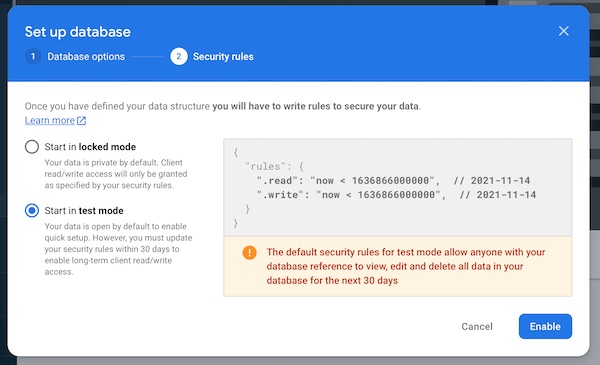 Set up database
1 Database options 2 Security rules
Once you have defined your data structure you will have to write rules to secure your data.
Learn more
Start in locked mode
Your data is private by default. Client
read/write access will only be granted
as specified by your security rules.
Start in test mode
Your data is open by default to enable
quick setup. However, you must update
your security rules within 30 days to
enable long-term client read/write
access.
{
"rules": {
".read": "now < 1636866000000", // 2021-11-14
".write": "now < 1636866000000", // 2021-11-14
}
}
! The default security rules for test mode allow anyone with your
database reference to view, edit and delete all data in your
database for the next 30 days
Cancel Enable